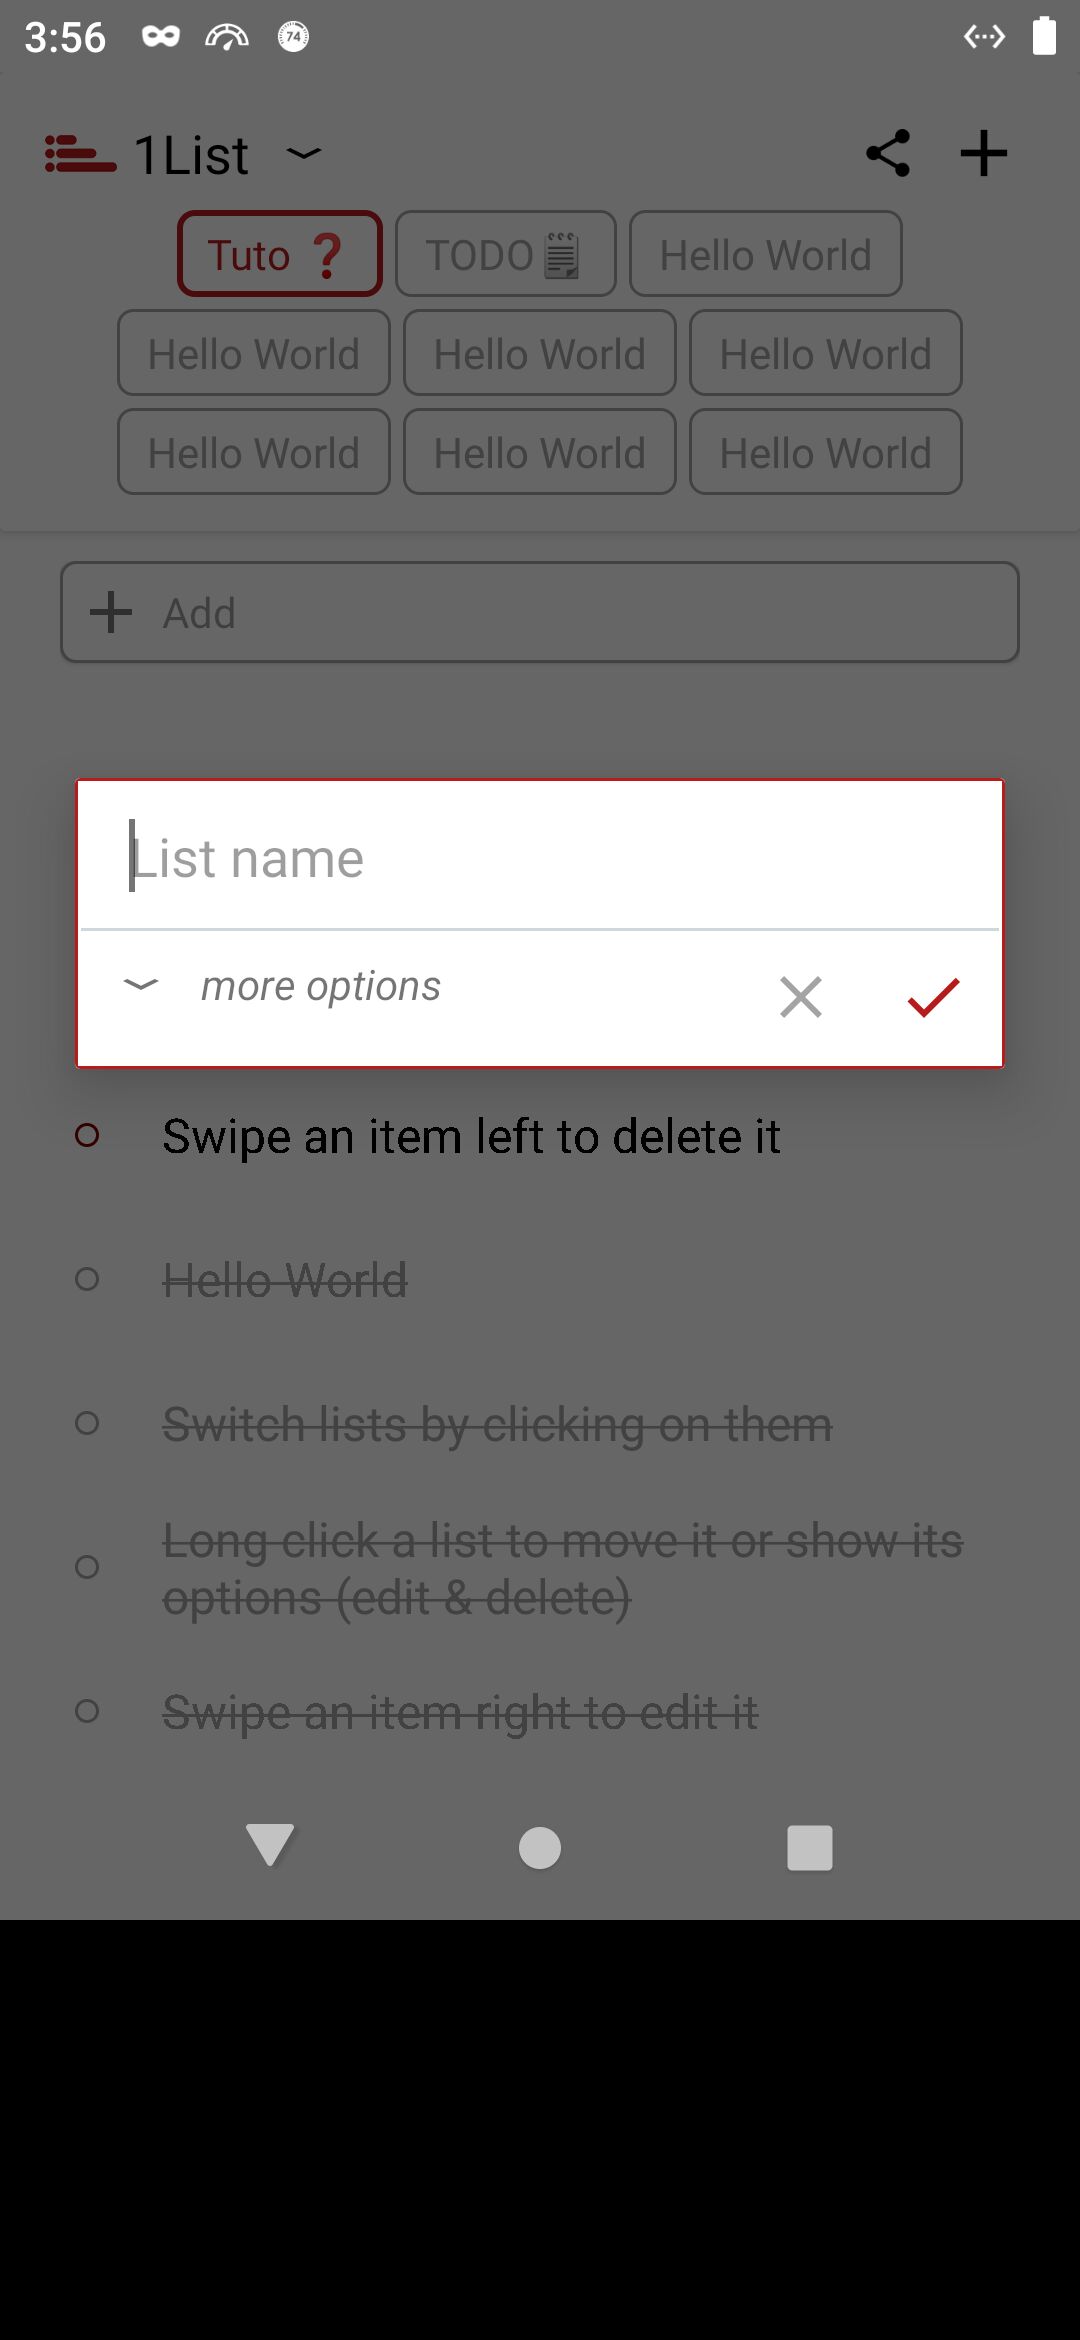 3:56
74
1List
Tuto ❓ TODO🗒 Hello World
Hello World Hello World Hello World
Hello World Hello World Hello World
Add
List name
more options
Swipe an item left to delete it
Hello World
Switch lists by clicking on them
Long click a list to move it or show its
options (edit & delete)
Swipe an item right to edit it